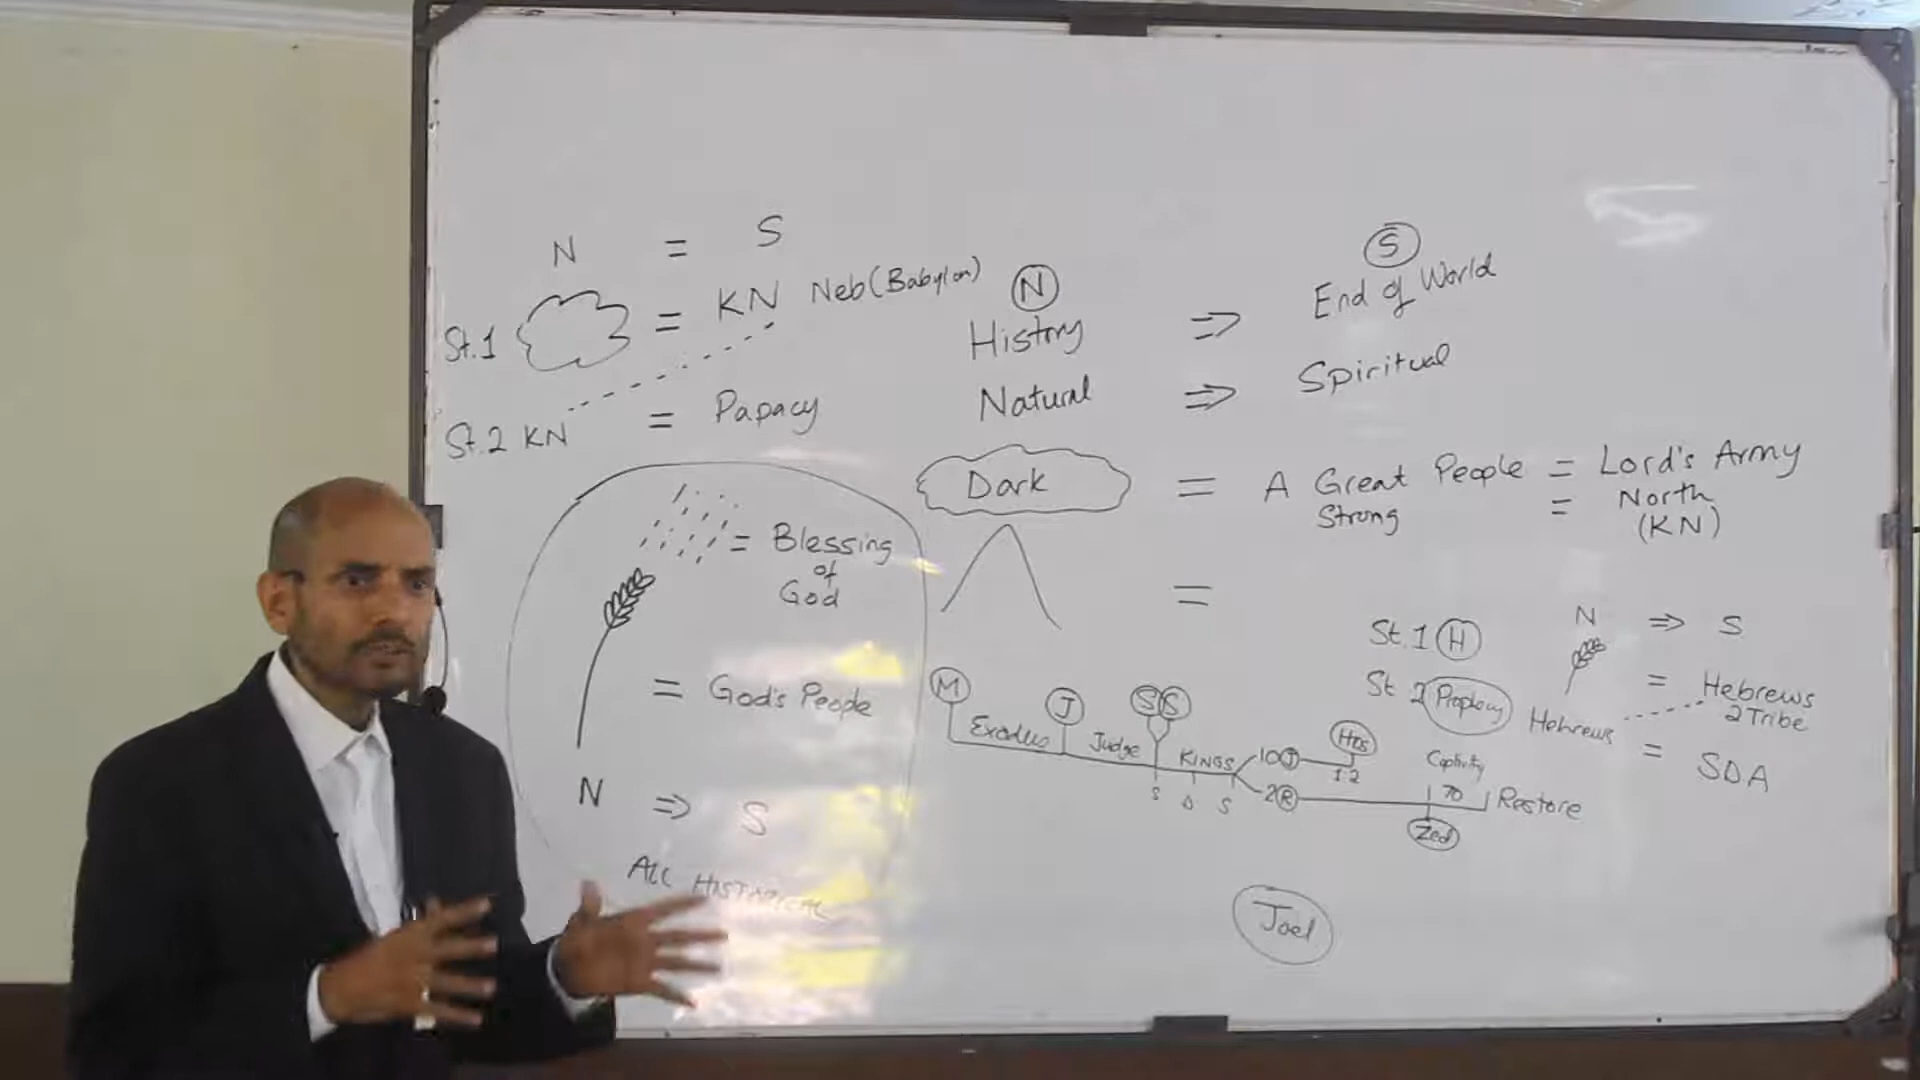 N = S
St.1 = KN Neb(Babylon)
St.2 KN = Papacy
N S
History ⇒ End of World
Natural ⇒ Spiritual
Dark = A Great People = Lord's Army
Strong = North
(KN)
=
= Blessing
of
God
= God's People
N ⇒ S
ALL HISTORICAL
St.1 H N ⇒ S
St 2 Prophecy = Hebrews
2 Tribe
Hebrews = SDA
M Exodus J Judge SS KINGS 10 J Hos
1:2
S D S 2 R Captivity
70 Restore
Zed
Joel